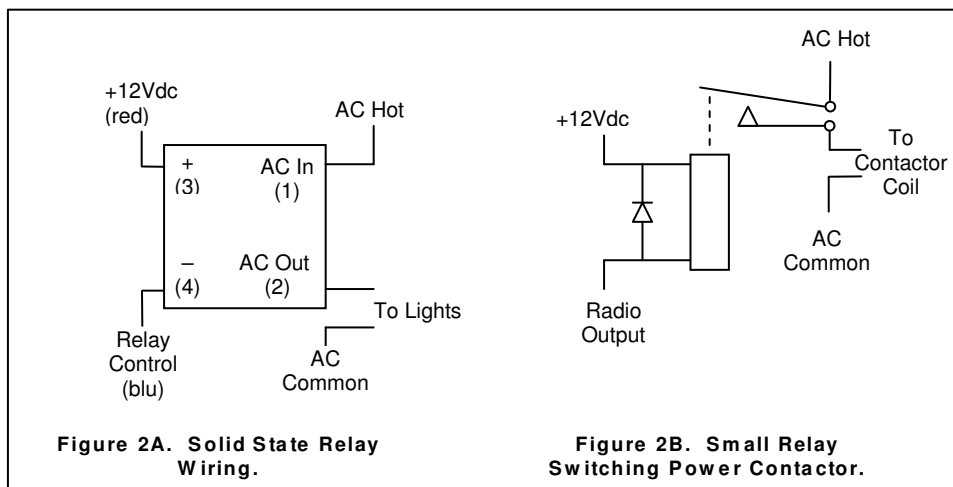 +12Vdc
(red)
AC Hot
+
(3)
AC In
(1)
–
(4)
AC Out
(2)
To Lights
Relay
Control
(blu)
AC
Common
Figure 2A. Solid State Relay
Wiring.
AC Hot
+12Vdc
To
Contactor
Coil
AC
Common
Radio
Output
Figure 2B. Small Relay
Switching Power Contactor.